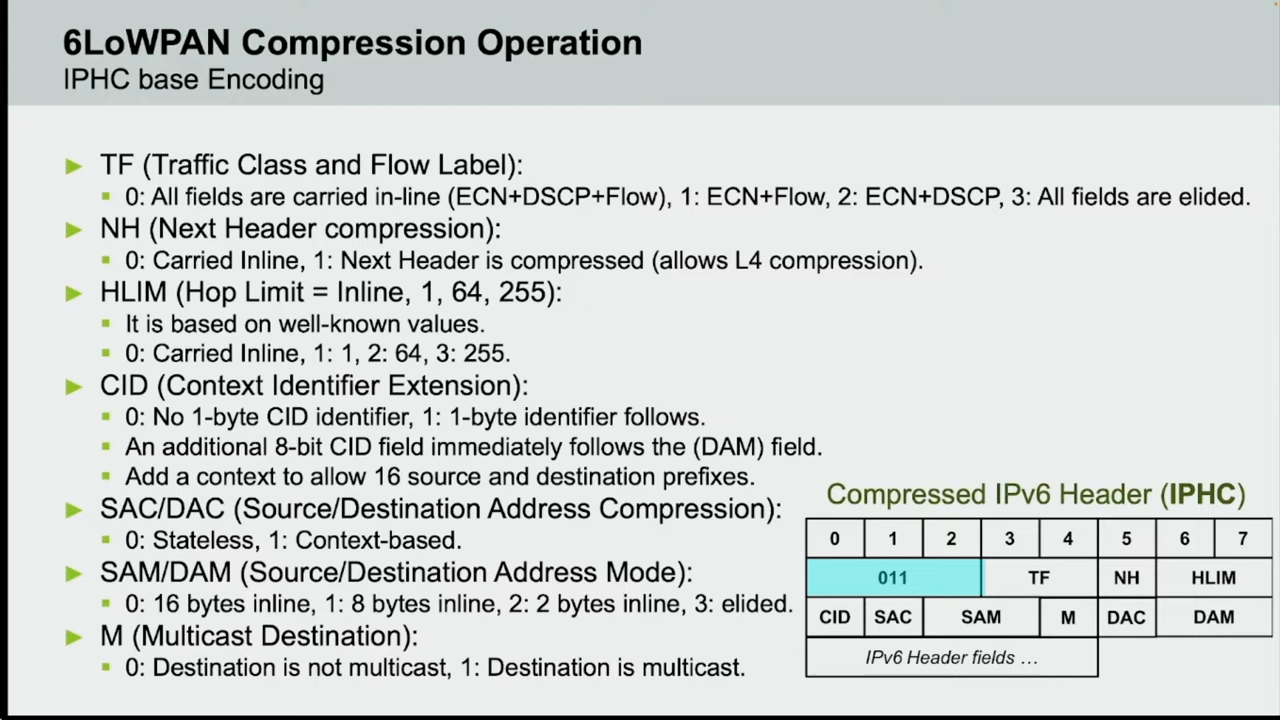 6LoWPAN Compression Operation
IPHC base Encoding
TF (Traffic Class and Flow Label):
0: All fields are carried in-line (ECN+DSCP+Flow), 1: ECN+Flow, 2: ECN+DSCP, 3: All fields are elided.
NH (Next Header compression):
0: Carried Inline, 1: Next Header is compressed (allows L4 compression).
HLIM (Hop Limit = Inline, 1, 64, 255):
It is based on well-known values.
0: Carried Inline, 1: 1, 2: 64, 3: 255.
CID (Context Identifier Extension):
0: No 1-byte CID identifier, 1: 1-byte identifier follows.
An additional 8-bit CID field immediately follows the (DAM) field.
Add a context to allow 16 source and destination prefixes.
SAC/DAC (Source/Destination Address Compression):
0: Stateless, 1: Context-based.
SAM/DAM (Source/Destination Address Mode):
0: 16 bytes inline, 1: 8 bytes inline, 2: 2 bytes inline, 3: elided.
M (Multicast Destination):
0: Destination is not multicast, 1: Destination is multicast.
Compressed IPv6 Header (IPHC)
0 1 2 3 4 5 6 7
011 TF NH HLIM
CID SAC SAM M DAC DAM
IPv6 Header fields …